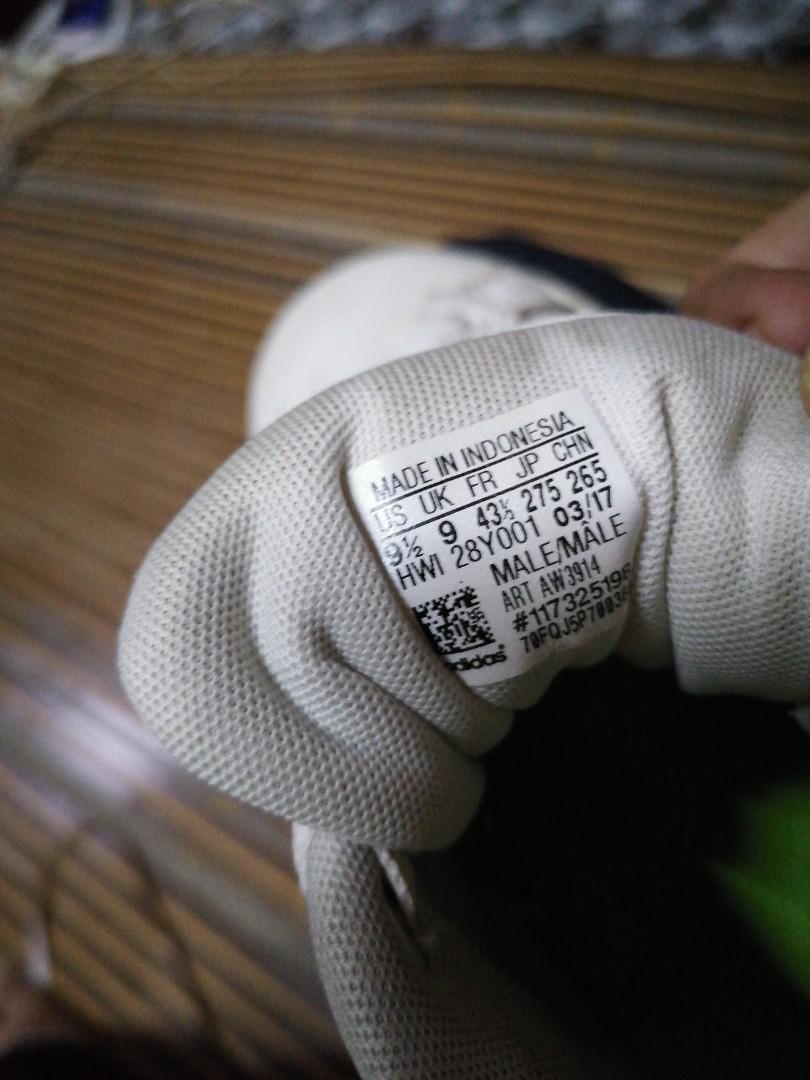 MADE IN INDONESIA
US UK FR JP CHN
9½ 9 43⅓ 275 265
HWI 28Y001 03/17
MALE/MÂLE
ART AW3914
#117325198
adidas